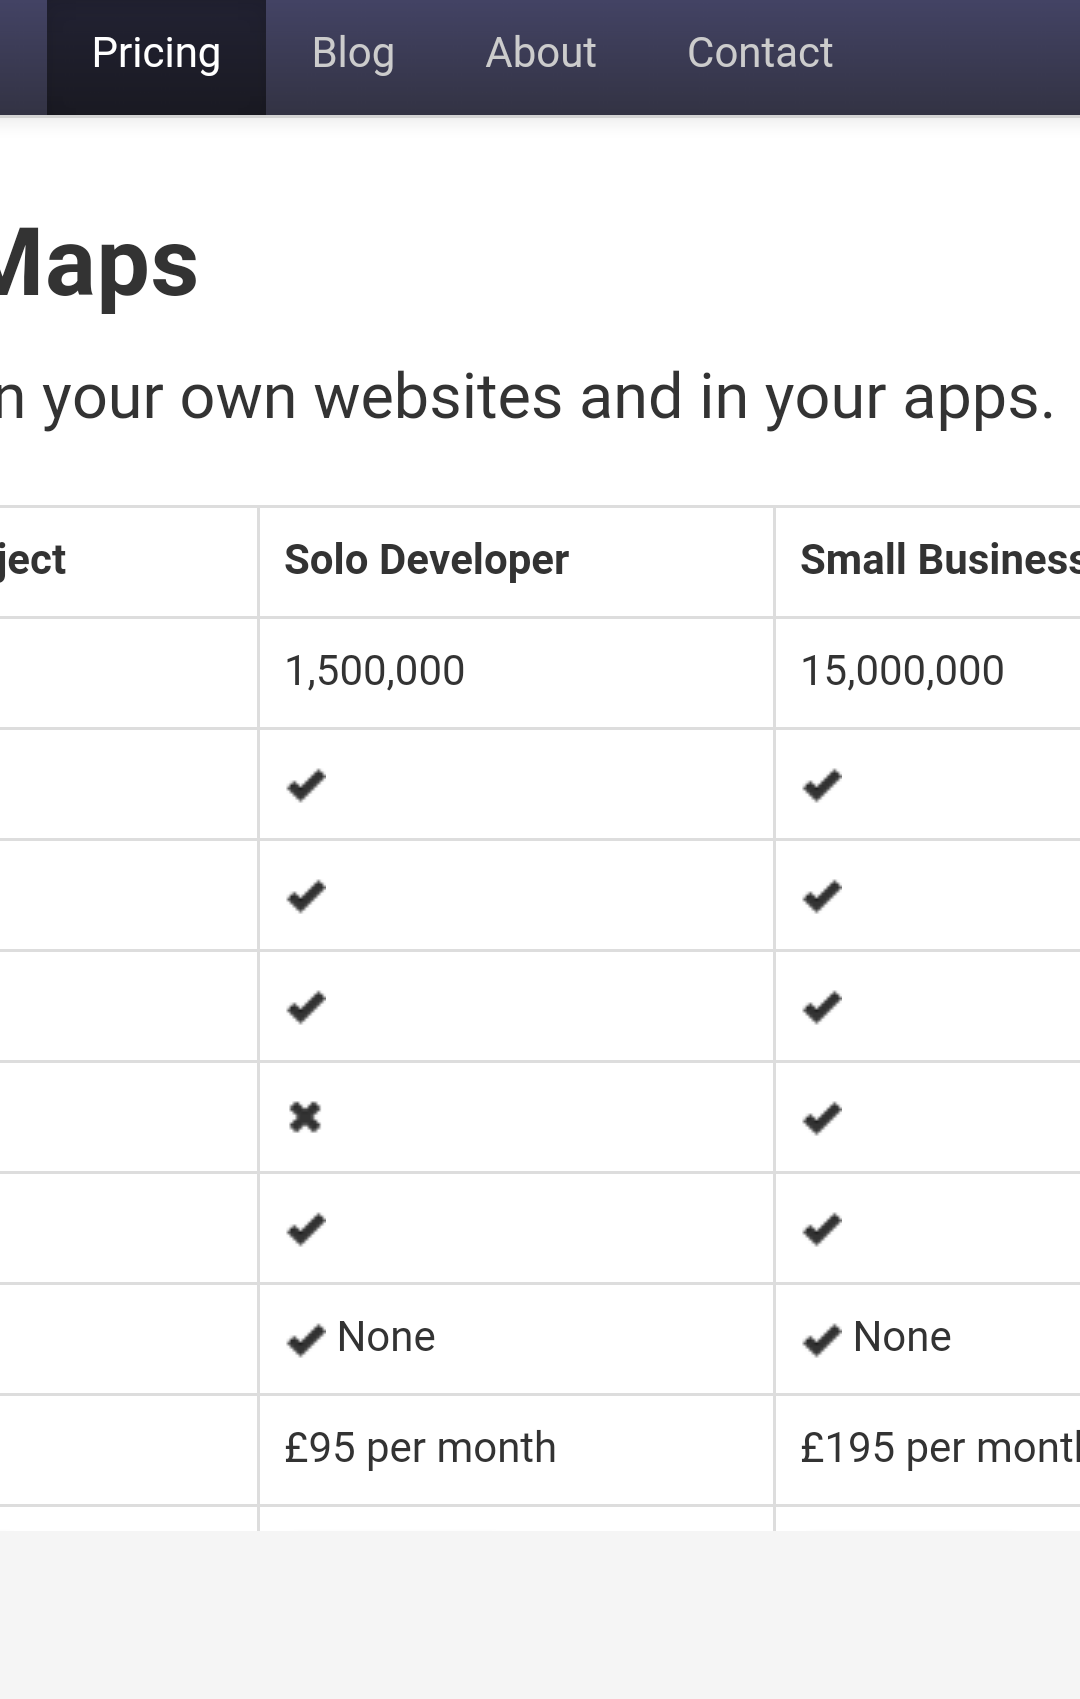 Pricing Blog About Contact
Maps
n your own websites and in your apps.
ject Solo Developer Small Business
1,500,000 15,000,000
✔ ✔
✔ ✔
✔ ✔
✖ ✔
✔ ✔
✔ None ✔ None
£95 per month £195 per month